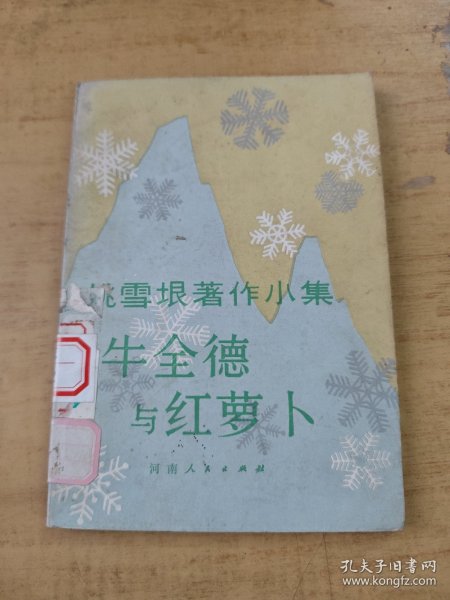 姚雪垠著作小集
牛全德
与红萝卜
河南人民出版社
一
孔夫子旧书网
www.kongfz.com